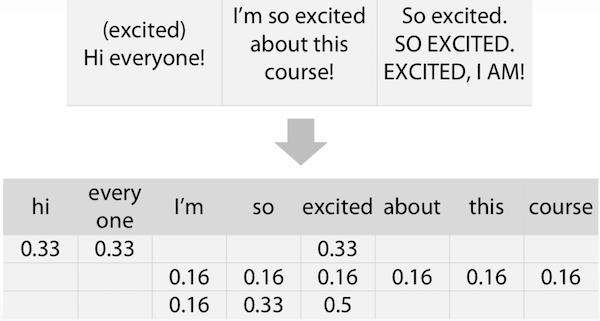 (excited)
Hi everyone!
I'm so excited
about this
course!
So excited.
SO EXCITED.
EXCITED, I AM!
hi every one I'm so excited about this course
0.33 0.33 0.33
0.16 0.16 0.16 0.16 0.16 0.16
0.16 0.33 0.5